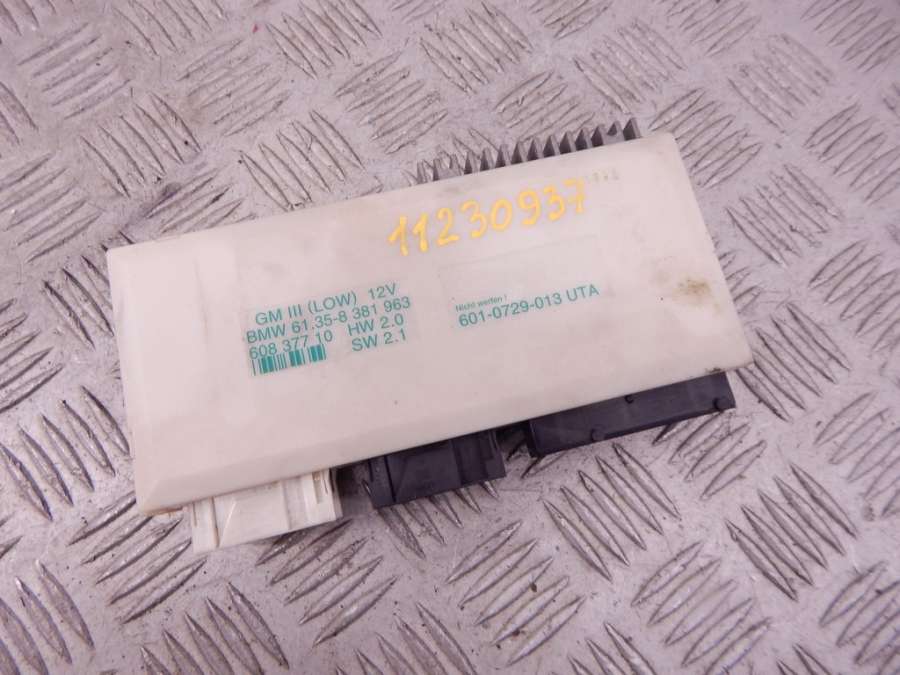 11230937
GM III (LOW) 12V
BMW 61.35-8 381 963
608 377 10 HW 2.0
SW 2.1
Nicht werfen !
601-0729-013 UTA